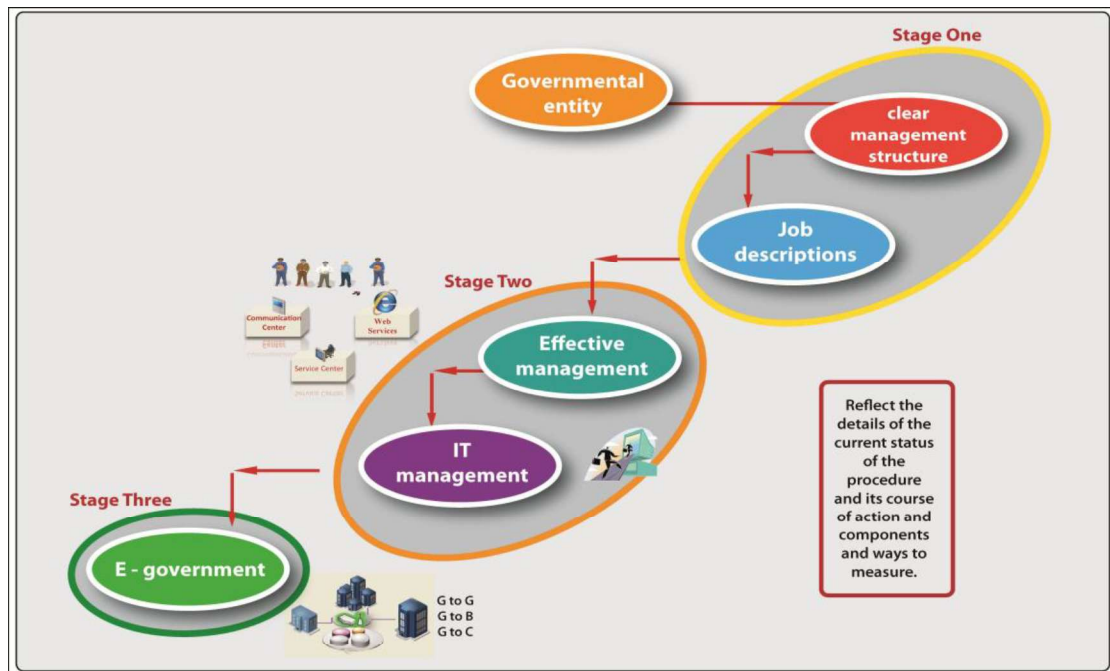 Stage One
Governmental
entity
clear
management
structure
Job
descriptions
Stage Two
Communication
Center
Web
Services
Service Center
Effective
management
IT
management
Reflect the
details of the
current status
of the
procedure
and its course
of action and
components
and ways to
measure.
Stage Three
E - government
G to G
G to B
G to C